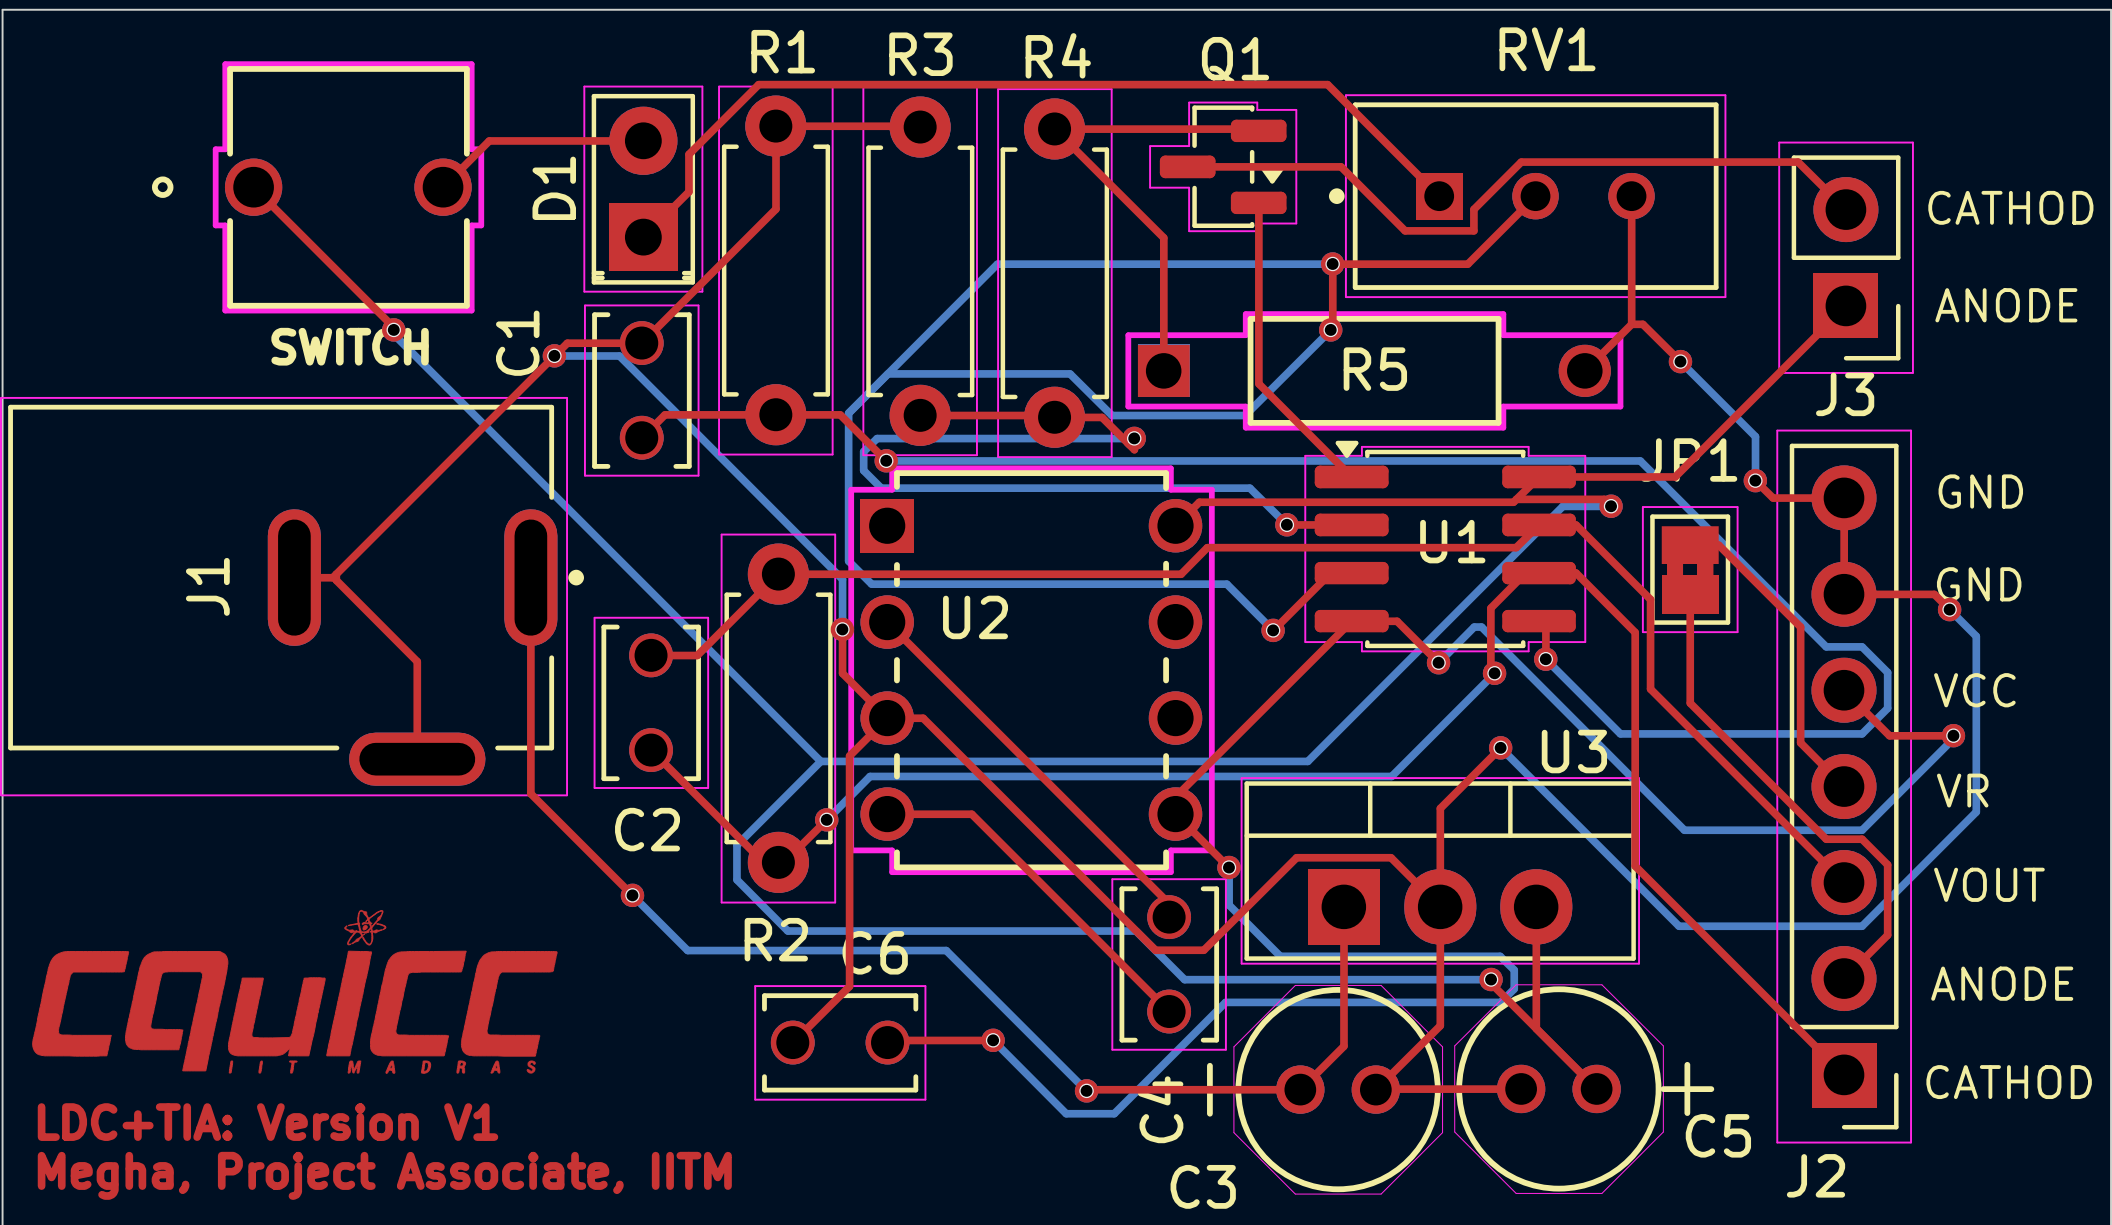 R1
R3
R4
Q1
RV1
D1
CATHOD
ANODE
C1
SWITCH
R5
J3
JP1
GND
J1
U1
GND
U2
VCC
U3
VR
C2
VOUT
R2
C6
CQuICC
IIT MADRAS
ANODE
CATHOD
C4
C5
LDC+TIA: Version V1
Megha, Project Associate, IITM
C3
J2